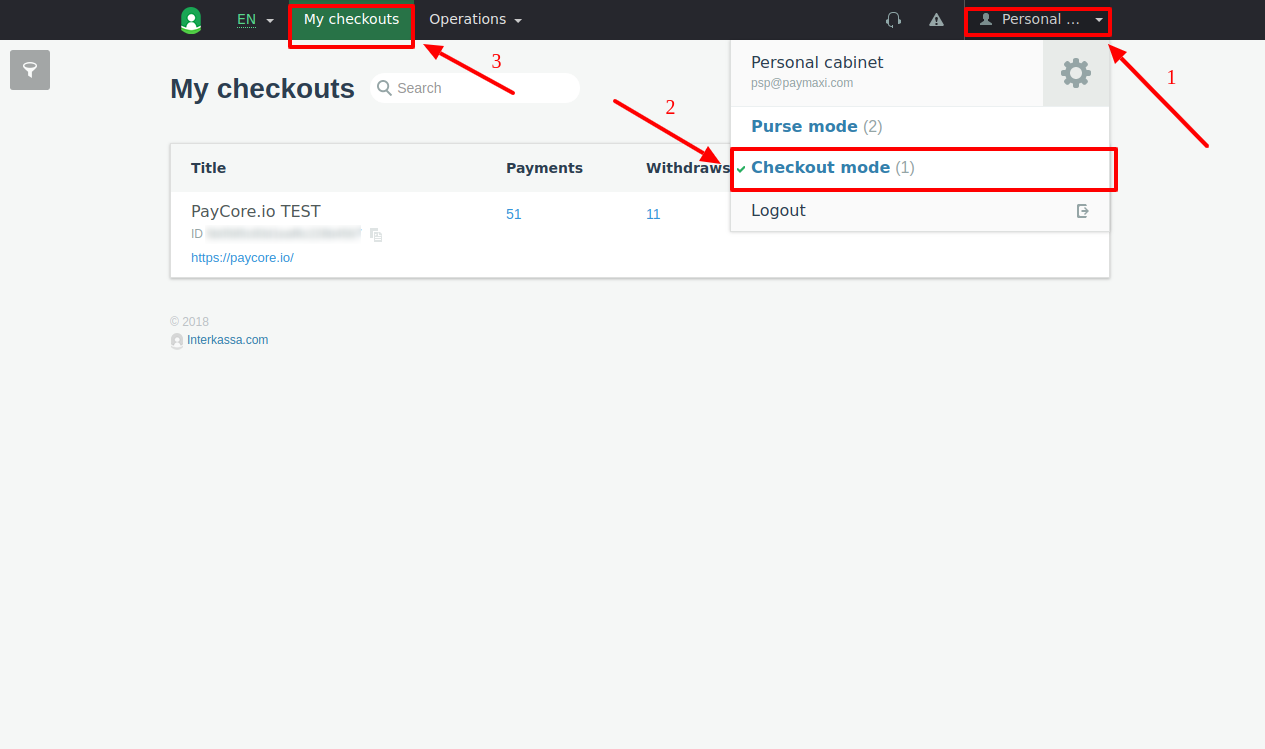 EN My checkouts Operations Personal ...
3
1
2
Personal cabinet
psp@paymaxi.com
My checkouts Search
Purse mode (2)
Checkout mode (1)
Logout
Title Payments Withdraws
PayCore.io TEST 51 11
ID
https://paycore.io/
© 2018
Interkassa.com